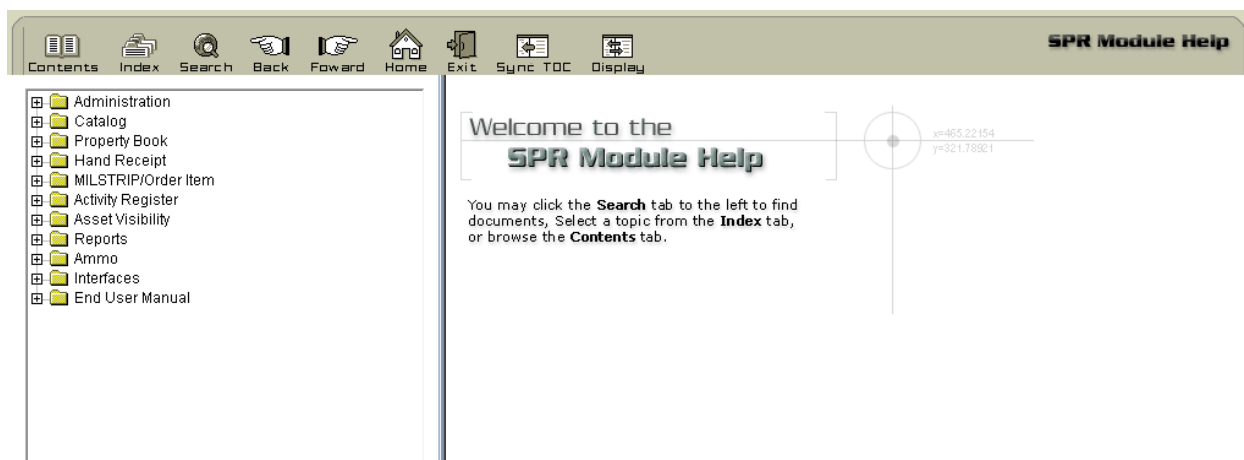 SPR Module Help
Contents Index Search Back Foward Home Exit Sync TOC Display
Administration
Catalog
Property Book
Hand Receipt
MILSTRIP/Order Item
Activity Register
Asset Visibility
Reports
Ammo
Interfaces
End User Manual
Welcome to the
SPR Module Help
x=465.22154
y=321.78921
You may click the Search tab to the left to find
documents, Select a topic from the Index tab,
or browse the Contents tab.